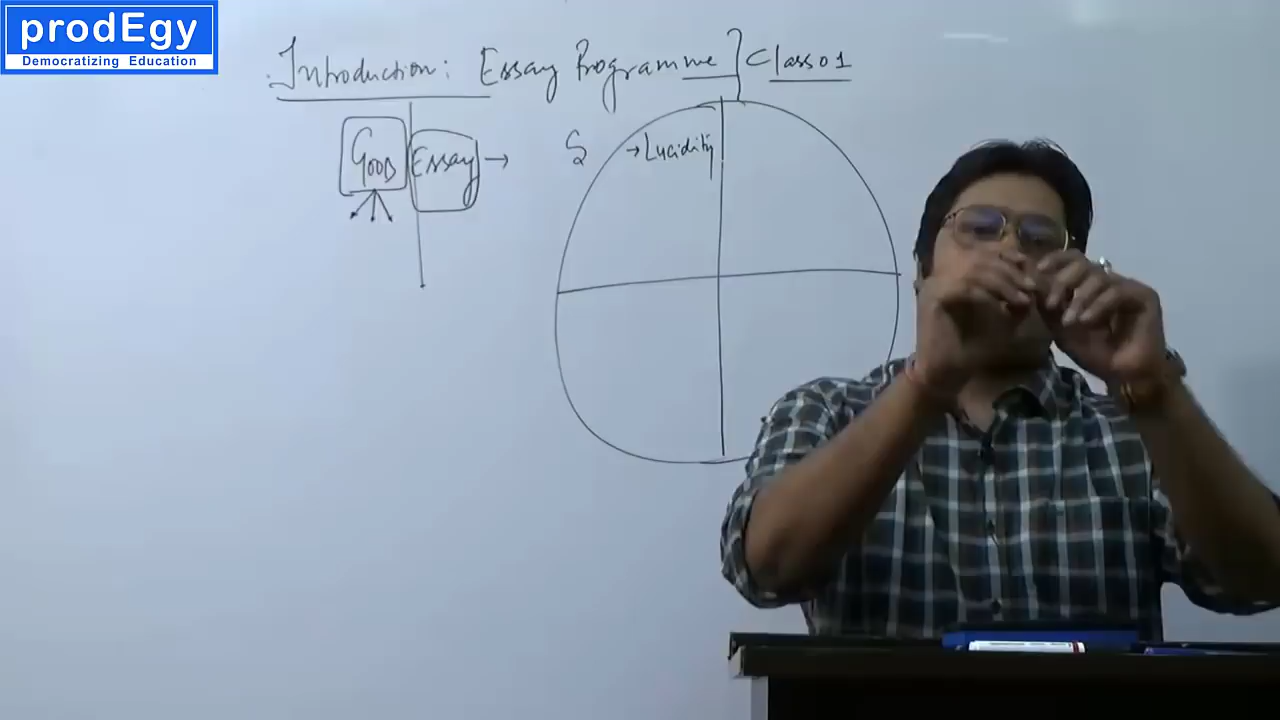 prodEgy
Democratizing Education
Introduction: Essay Programme } Class 01
Good Essay →
S → Lucidity